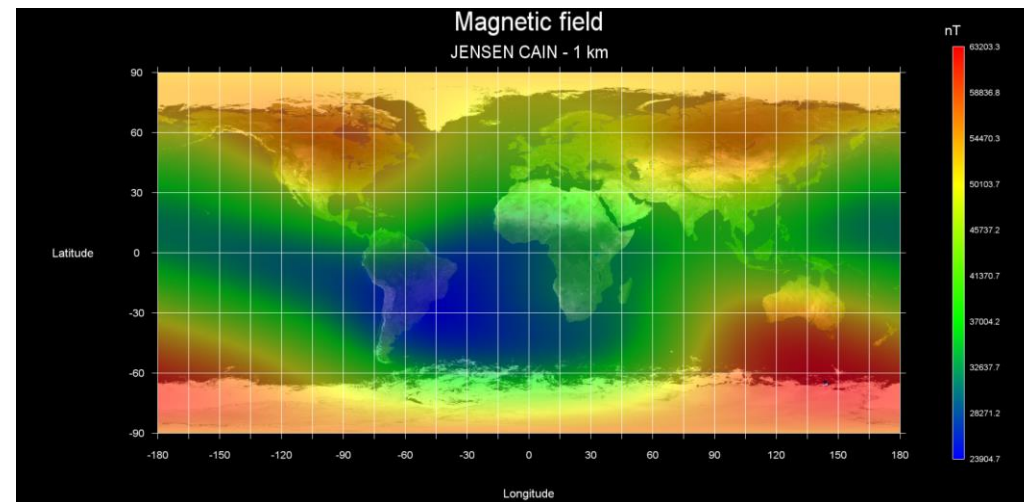 Magnetic field
JENSEN CAIN - 1 km
nT
63203.3
58836.8
54470.3
50103.7
45737.2
41370.7
37004.2
32637.7
28271.2
23904.7
90
60
30
0
-30
-60
-90
Latitude
-180 -150 -120 -90 -60 -30 0 30 60 90 120 150 180
Longitude